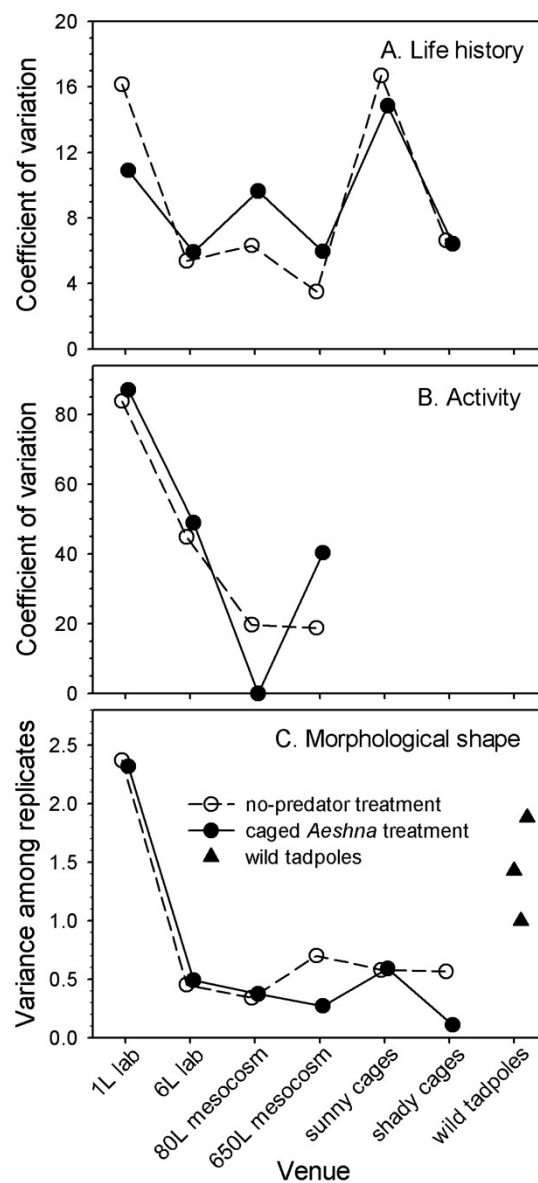 A. Life history
Coefficient of variation
20
16
12
8
4
0
B. Activity
Coefficient of variation
80
60
40
20
0
C. Morphological shape
Variance among replicates
2.5
2.0
1.5
1.0
0.5
0.0
no-predator treatment
caged Aeshna treatment
wild tadpoles
1L lab
6L lab
80L mesocosm
650L mesocosm
sunny cages
shady cages
wild tadpoles
Venue